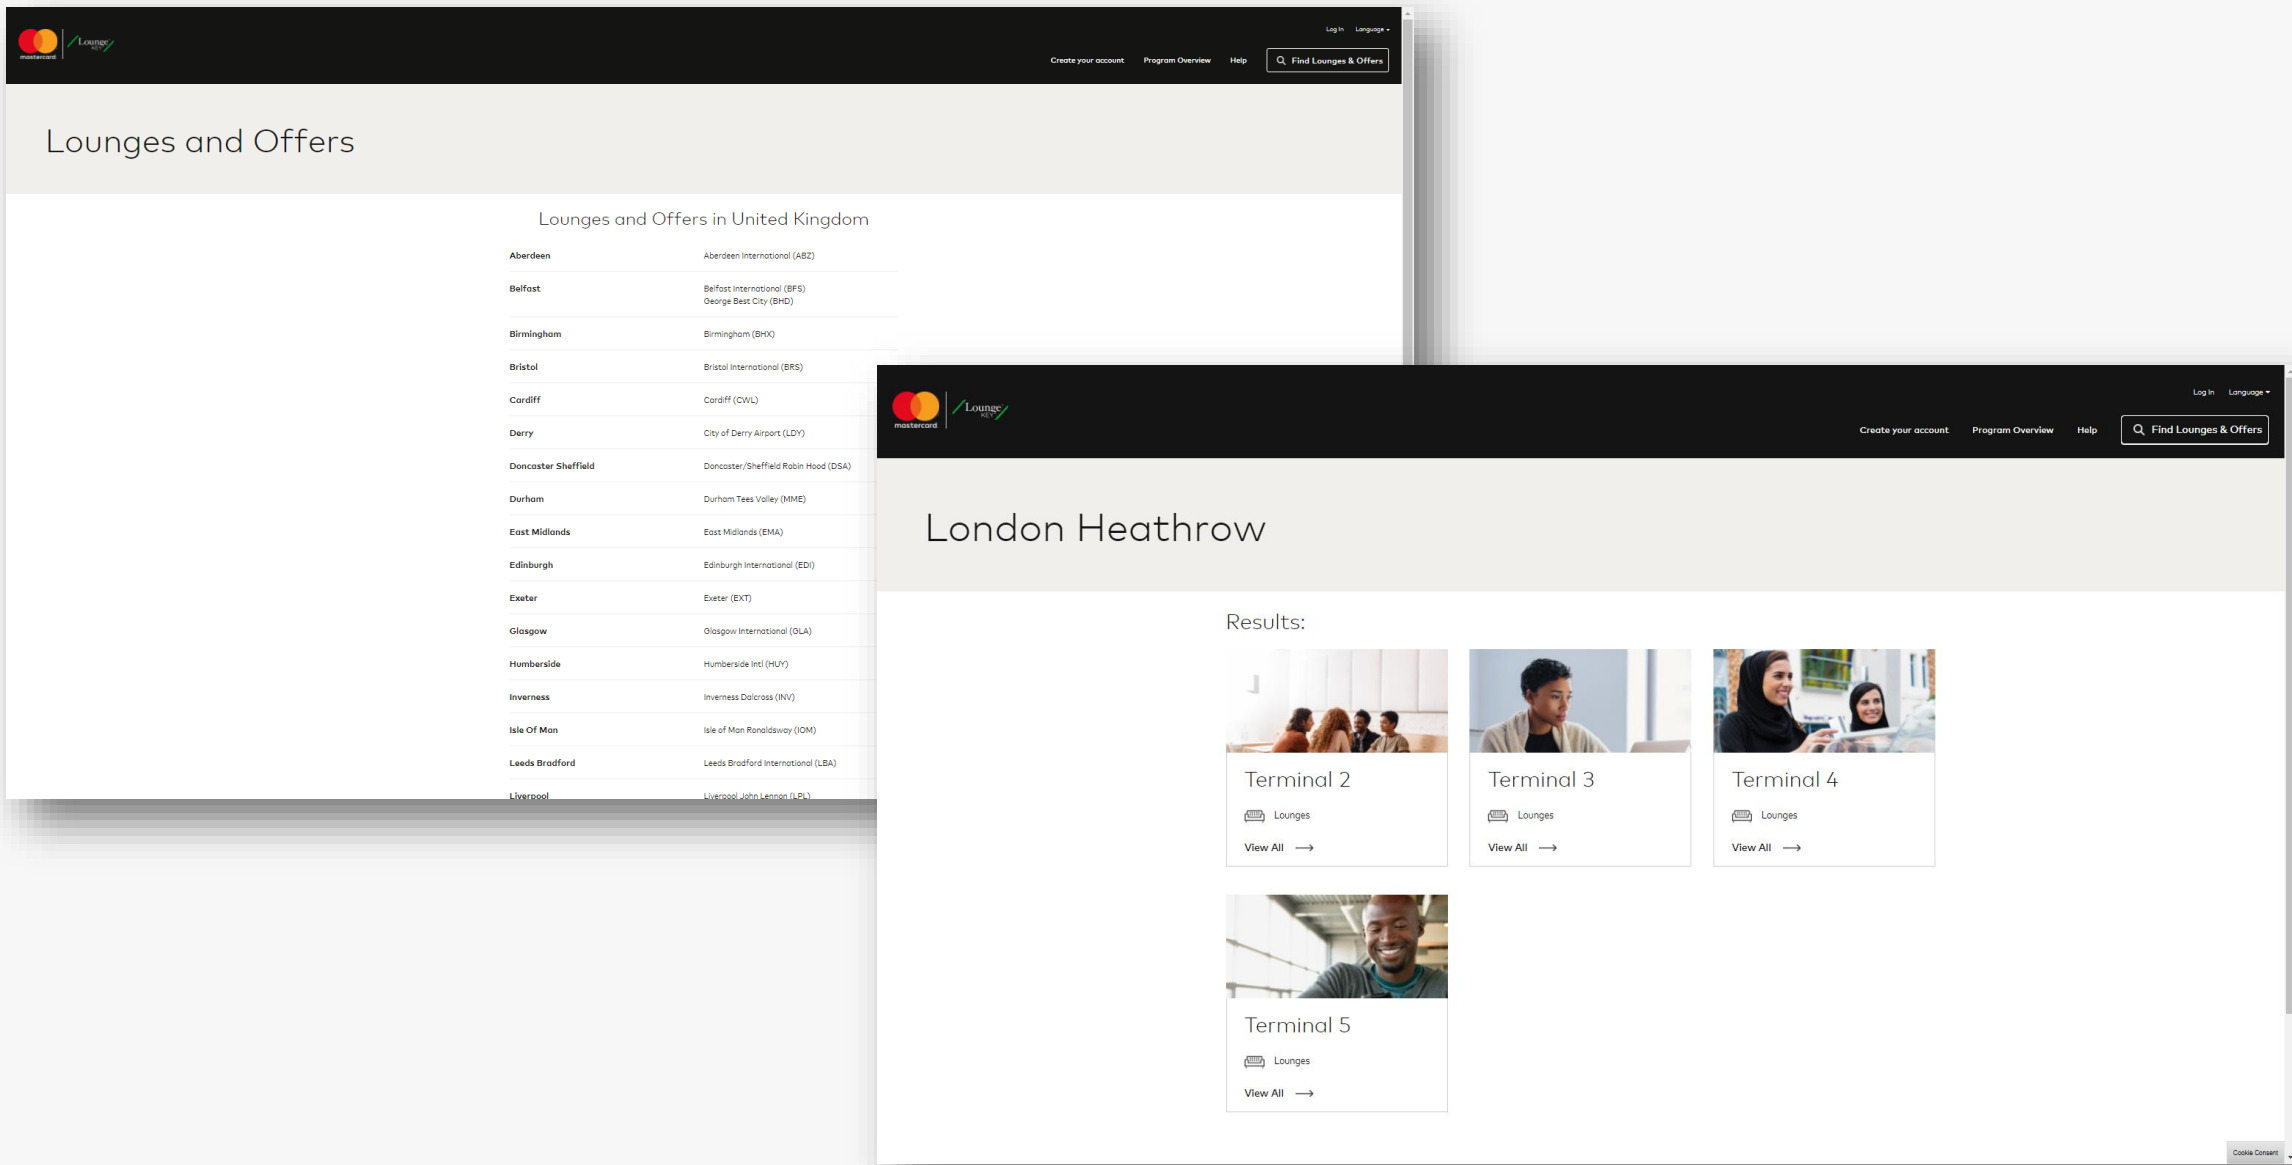 mastercard
Lounge
KEY
Log In Language
Create your account Program Overview Help Find Lounges & Offers
Lounges and Offers
Lounges and Offers in United Kingdom
Aberdeen Aberdeen International (ABZ)
Belfast Belfast International (BFS)
George Best City (BHD)
Birmingham Birmingham (BHX)
Bristol Bristol International (BRS)
Cardiff Cardiff (CWL)
Derry City of Derry Airport (LDY)
Doncaster Sheffield Doncaster/Sheffield Robin Hood (DSA)
Durham Durham Tees Valley (MME)
East Midlands East Midlands (EMA)
Edinburgh Edinburgh International (EDI)
Exeter Exeter (EXT)
Glasgow Glasgow International (GLA)
Humberside Humberside Intl (HUY)
Inverness Inverness Dalcross (INV)
Isle Of Man Isle of Man Ronaldsway (IOM)
Leeds Bradford Leeds Bradford International (LBA)
Liverpool Liverpool John Lennon (LPL)
mastercard
Lounge
KEY
Log In Language
Create your account Program Overview Help Find Lounges & Offers
London Heathrow
Results:
Terminal 2
Lounges
View All
Terminal 3
Lounges
View All
Terminal 4
Lounges
View All
Terminal 5
Lounges
View All
Cookie Consent